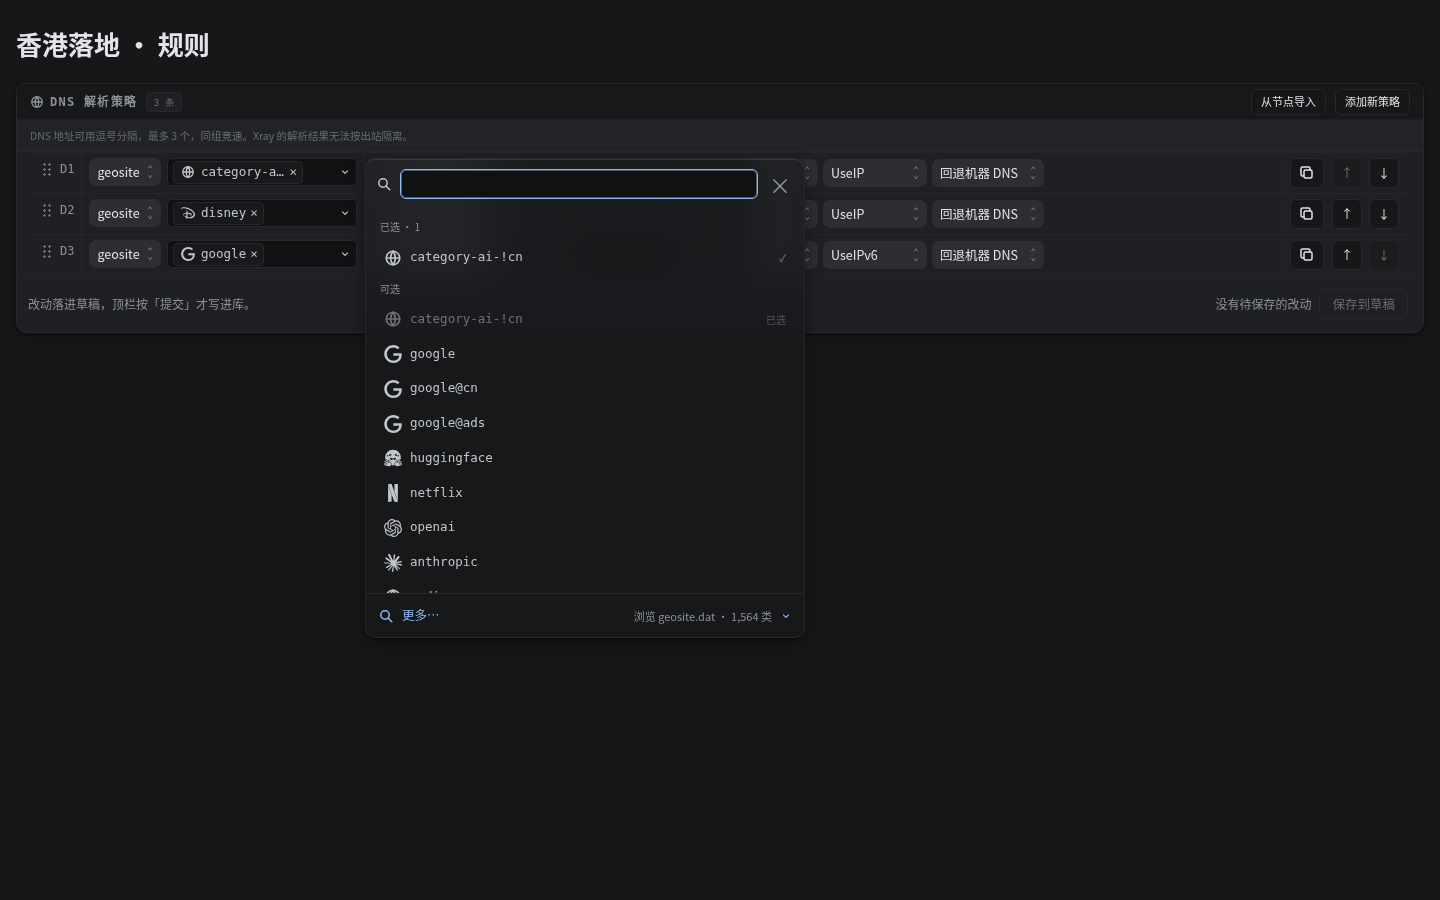 香港落地 · 规则
DNS 解析策略 3 条 从节点导入 添加新策略
DNS 地址可用逗号分隔，最多 3 个，同组竞速。Xray 的解析结果无法按出站隔离。
D1 geosite category-a… × UseIP 回退机器 DNS ↑ ↓
D2 geosite disney × UseIP 回退机器 DNS ↑ ↓
D3 geosite google × UseIPv6 回退机器 DNS ↑ ↓
改动落进草稿，顶栏按「提交」才写进库。 没有待保存的改动 保存到草稿
已选 · 1
category-ai-!cn ✓
可选
category-ai-!cn 已选
google
google@cn
google@ads
huggingface
netflix
openai
anthropic
更多… 浏览 geosite.dat · 1,564 类